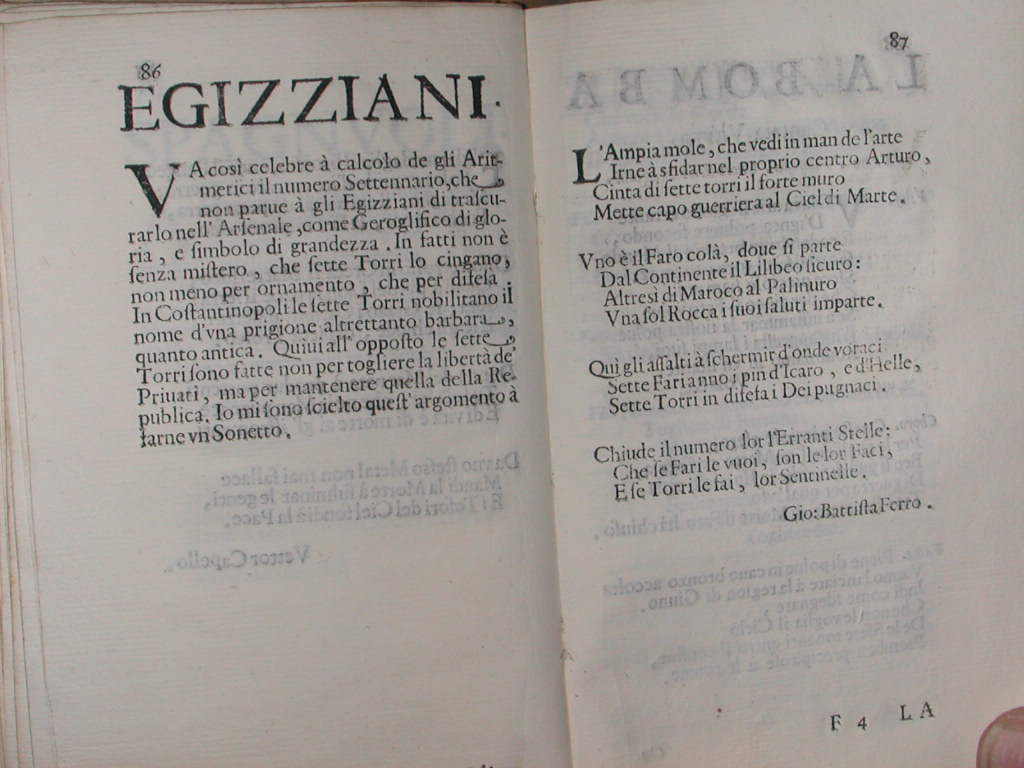 86
EGIZZIANI.
VA così celebre à calcolo de gli Arit-
metici il numero Settennario, che
non parue à gli Egizziani di trascu-
rarlo nell' Arsenale, come Geroglifico di glo-
ria, e simbolo di grandezza. In fatti non è
senza mistero, che sette Torri lo cingano,
non meno per ornamento, che per difesa.
In Costantinopoli le sette Torri nobilitano il
nome d'vna prigione altrettanto barbara,
quanto antica. Quiui all' opposto le sette
Torri sono fatte non per togliere la libertà de'
Priuati, ma per mantenere quella della Re-
publica. Io mi sono scielto quest' argomento à
farne vn Sonetto.
87
L'Ampia mole, che vedi in man de l'arte
Irne à sfidar nel proprio centro Arturo,
Cinta di sette torri il forte muro
Mette capo guerriera al Ciel di Marte.
Vno è il Faro colà, doue si parte
Dal Continente il Lilibeo sicuro:
Altresì di Maroco al Palinuro
Vna sol Rocca i suoi saluti imparte.
Quì gli assalti à schermir d'onde voraci
Sette Fari anno i pin d'Icaro, e d'Helle,
Sette Torri in difesa i Dei pugnaci.
Chiude il numero lor l'Erranti Stelle:
Che se Fari le vuoi, son le lor Faci,
E se Torri le fai, lor Sentinelle.
Gio: Battista Ferro.
F 4 LA